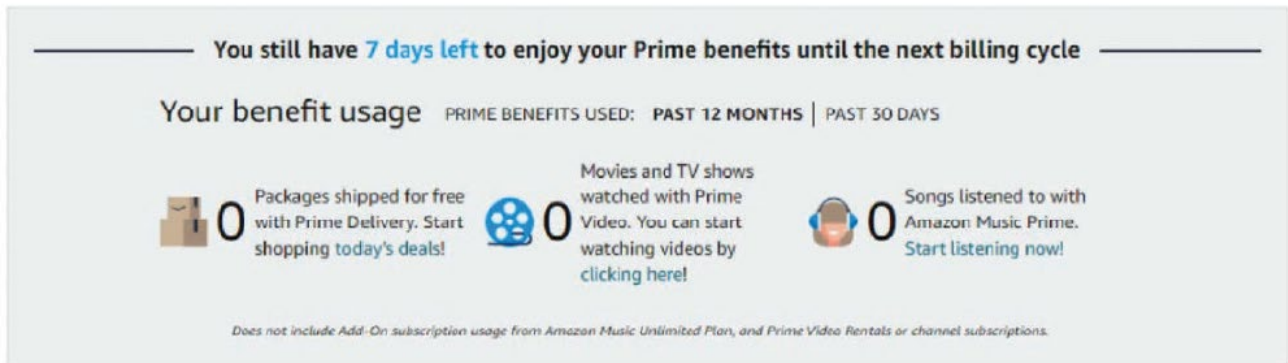 You still have 7 days left to enjoy your Prime benefits until the next billing cycle
Your benefit usage PRIME BENEFITS USED: PAST 12 MONTHS | PAST 30 DAYS
0
Packages shipped for free
with Prime Delivery. Start
shopping today's deals!
0
Movies and TV shows
watched with Prime
Video. You can start
watching videos by
clicking here!
0
Songs listened to with
Amazon Music Prime.
Start listening now!
Does not include Add-On subscription usage from Amazon Music Unlimited Plan, and Prime Video Rentals or channel subscriptions.